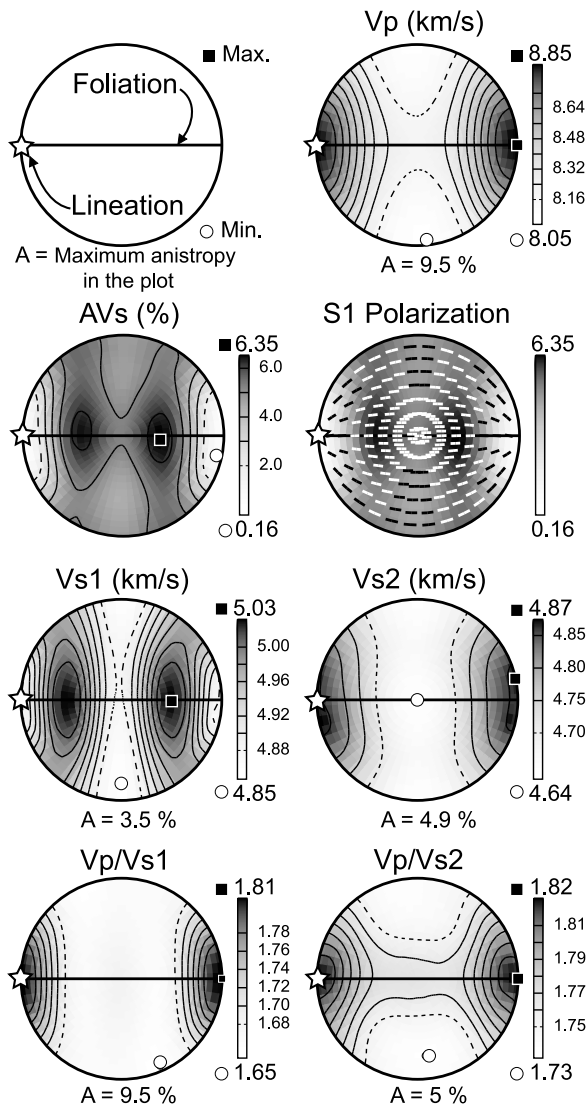 Max.
Foliation
Lineation
Min.
A = Maximum anistropy
in the plot
Vp (km/s)
8.85
8.64
8.48
8.32
8.16
8.05
A = 9.5 %
AVs (%)
6.35
6.0
4.0
2.0
0.16
S1 Polarization
6.35
0.16
Vs1 (km/s)
5.03
5.00
4.96
4.92
4.88
4.85
A = 3.5 %
Vs2 (km/s)
4.87
4.85
4.80
4.75
4.70
4.64
A = 4.9 %
Vp/Vs1
1.81
1.78
1.76
1.74
1.72
1.70
1.68
1.65
A = 9.5 %
Vp/Vs2
1.82
1.81
1.79
1.77
1.75
1.73
A = 5 %